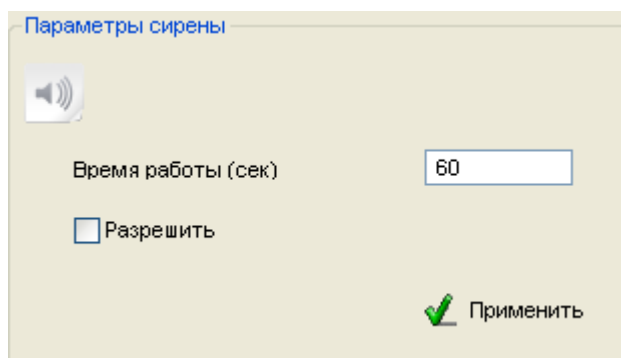 Параметры сирены
Время работы (сек)
60
Разрешить
Применить